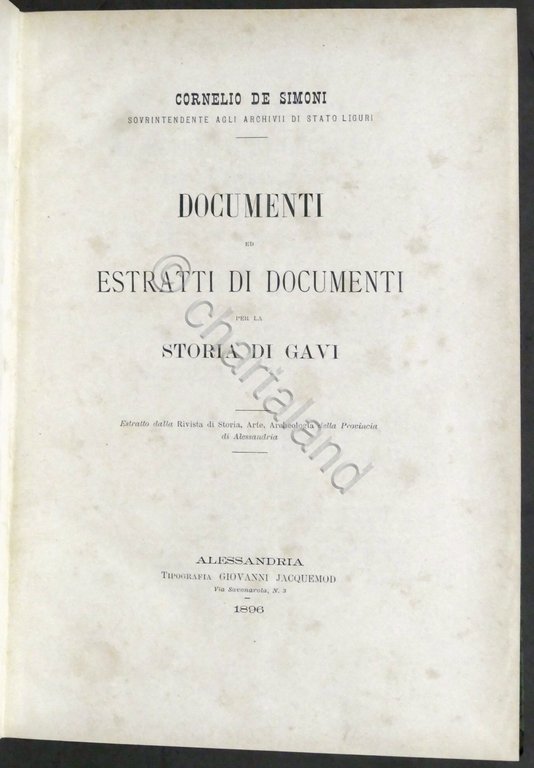 CORNELIO DE SIMONI
SOVRINTENDENTE AGLI ARCHIVII DI STATO LIGURI
DOCUMENTI
ED
ESTRATTI DI DOCUMENTI
PER LA
STORIA DI GAVI
Estratto dalla Rivista di Storia, Arte, Archeologia della Provincia
di Alessandria
ALESSANDRIA
TIPOGRAFIA GIOVANNI JACQUEMOD
Via Savonarola, N. 3
1896
© chartaland